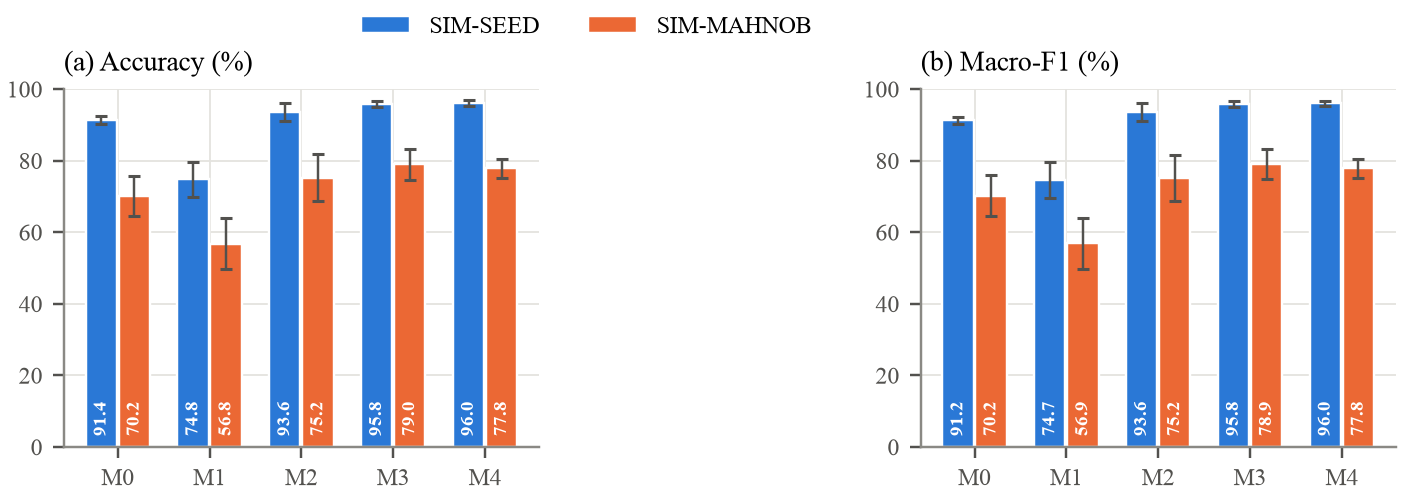 SIM-SEED SIM-MAHNOB
(a) Accuracy (%)
100
80
60
40
20
0
91.4 70.2 74.8 56.8 93.6 75.2 95.8 79.0 96.0 77.8
M0 M1 M2 M3 M4
(b) Macro-F1 (%)
100
80
60
40
20
0
91.2 70.2 74.7 56.9 93.6 75.2 95.8 78.9 96.0 77.8
M0 M1 M2 M3 M4